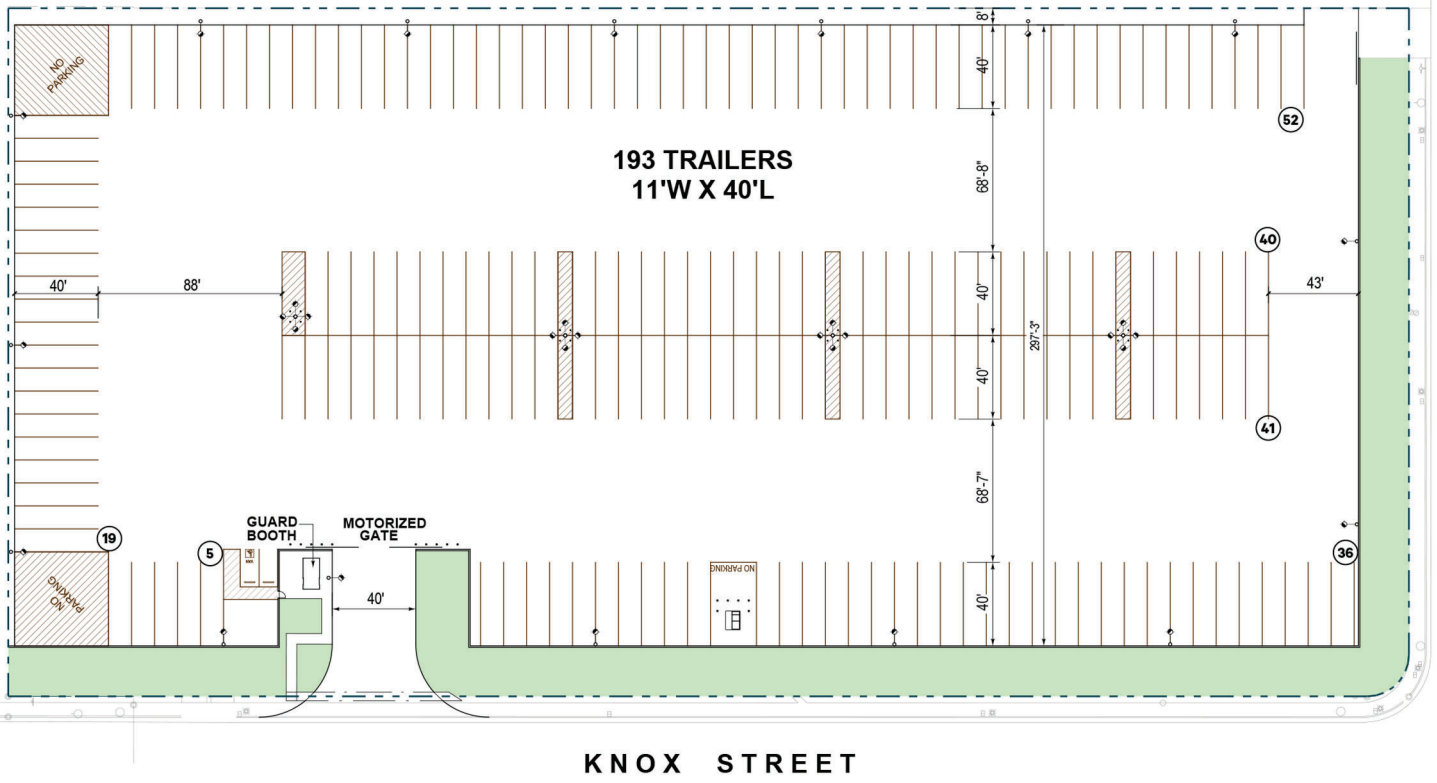 8'
NO
PARKING
40'
52
193 TRAILERS
11'W X 40'L
68'-8"
40
40'
88'
40'
43'
297'-3"
40'
41
68'-7"
19
5
GUARD
BOOTH
MOTORIZED
GATE
36
NO PARKING
NO
PARKING
40'
40'
KNOX STREET